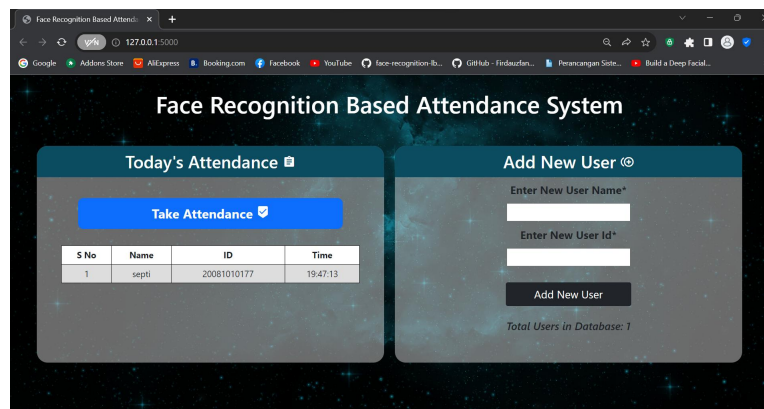 Face Recognition Based Attenda
127.0.0.1:5000
Google Addons Store AliExpress Booking.com Facebook YouTube face-recognition-lb... GitHub - Firdauzfan... Perancangan Siste... Build a Deep Facial...
Face Recognition Based Attendance System
Today's Attendance
Take Attendance
S No Name ID Time
1 septi 20081010177 19:47:13
Add New User
Enter New User Name*
Enter New User Id*
Add New User
Total Users in Database: 1